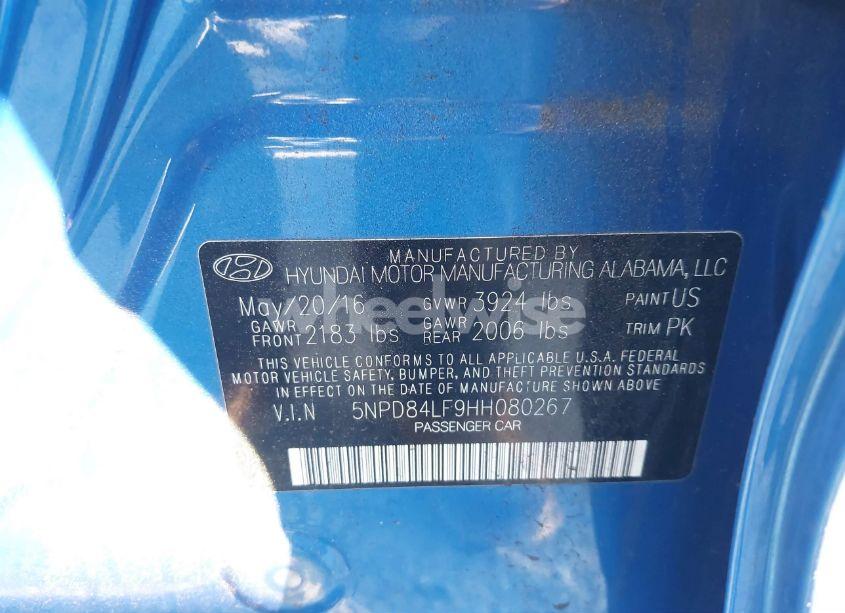 MANUFACTURED BY
HYUNDAI MOTOR MANUFACTURING ALABAMA, LLC
May/20/16 GVWR 3924 lbs PAINT US
GAWR FRONT 2183 lbs GAWR REAR 2006 lbs TRIM PK
THIS VEHICLE CONFORMS TO ALL APPLICABLE U.S.A. FEDERAL
MOTOR VEHICLE SAFETY, BUMPER, AND THEFT PREVENTION STANDARDS
IN EFFECT ON THE DATE OF MANUFACTURE SHOWN ABOVE.
V.I.N 5NPD84LF9HH080267
PASSENGER CAR
wheelwise